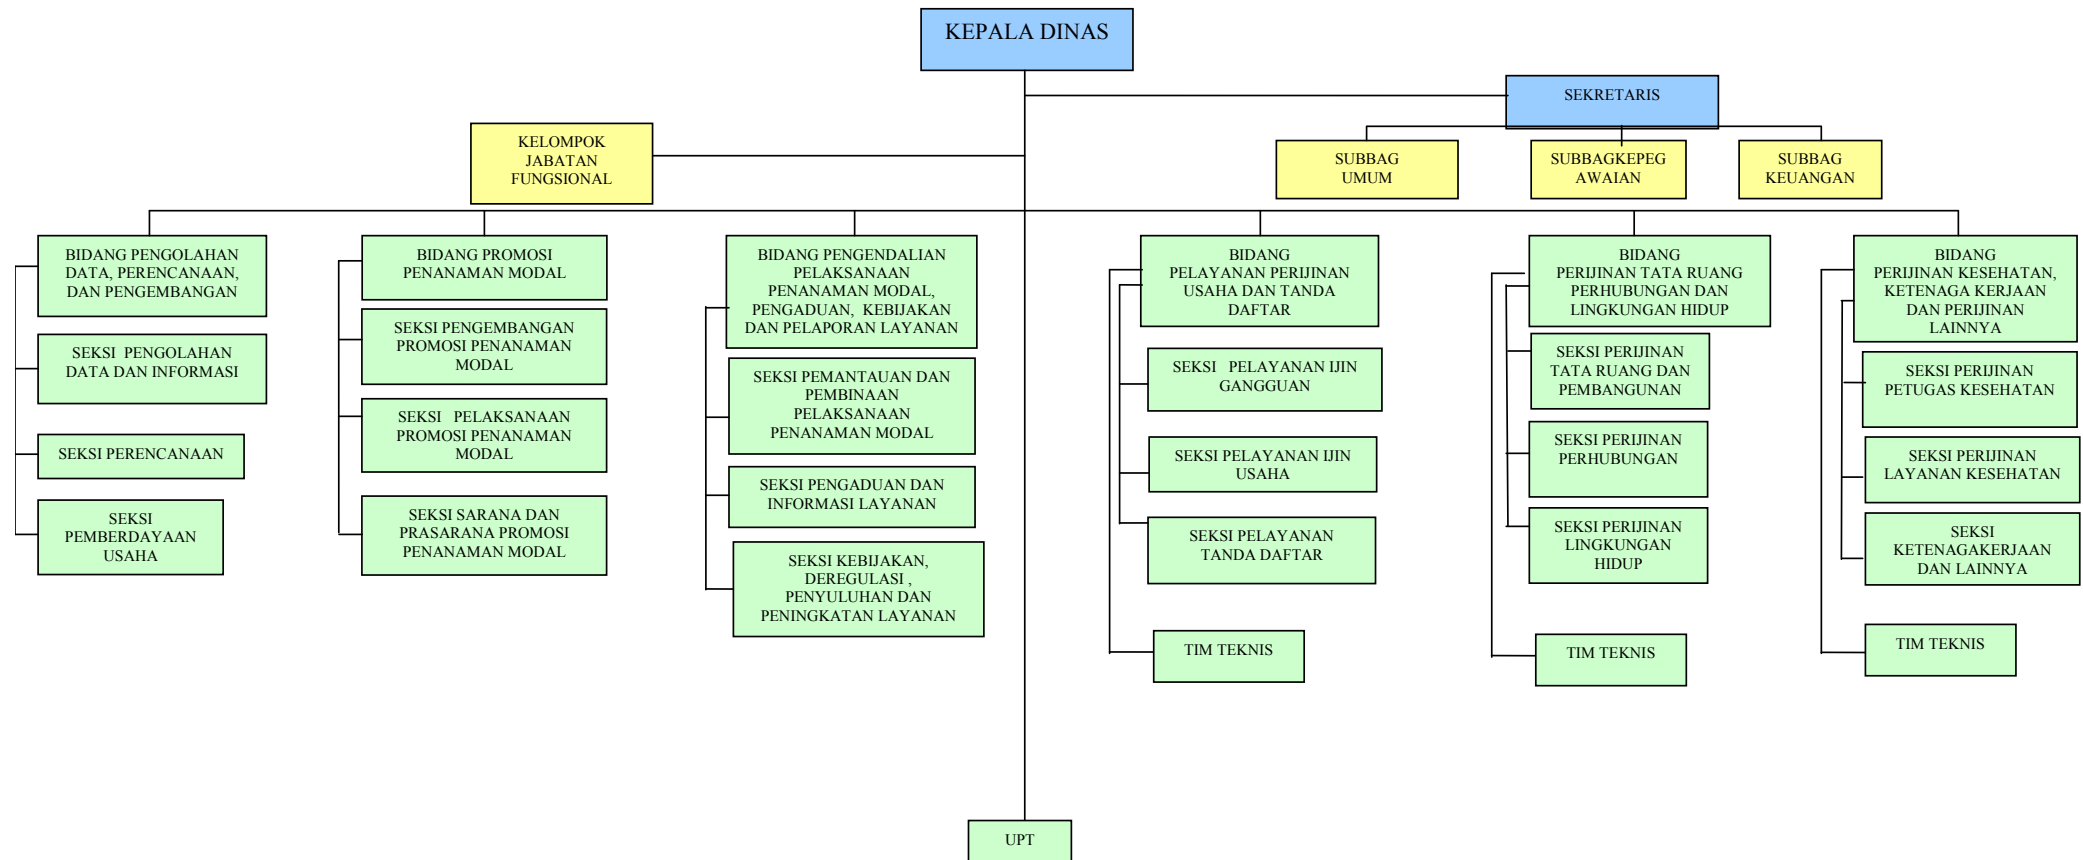 KEPALA DINAS
SEKRETARIS
KELOMPOK
JABATAN
FUNGSIONAL
SUBBAG
UMUM
SUBBAGKEPEG
AWAIAN
SUBBAG
KEUANGAN
BIDANG PENGOLAHAN
DATA, PERENCANAAN,
DAN PENGEMBANGAN
SEKSI PENGOLAHAN
DATA DAN INFORMASI
SEKSI PERENCANAAN
SEKSI
PEMBERDAYAAN
USAHA
BIDANG PROMOSI
PENANAMAN MODAL
SEKSI PENGEMBANGAN
PROMOSI PENANAMAN
MODAL
SEKSI PELAKSANAAN
PROMOSI PENANAMAN
MODAL
SEKSI SARANA DAN
PRASARANA PROMOSI
PENANAMAN MODAL
BIDANG PENGENDALIAN
PELAKSANAAN
PENANAMAN MODAL,
PENGADUAN, KEBIJAKAN
DAN PELAPORAN LAYANAN
SEKSI PEMANTAUAN DAN
PEMBINAAN
PELAKSANAAN
PENANAMAN MODAL
SEKSI PENGADUAN DAN
INFORMASI LAYANAN
SEKSI KEBIJAKAN,
DEREGULASI ,
PENYULUHAN DAN
PENINGKATAN LAYANAN
BIDANG
PELAYANAN PERIJINAN
USAHA DAN TANDA
DAFTAR
SEKSI PELAYANAN IJIN
GANGGUAN
SEKSI PELAYANAN IJIN
USAHA
SEKSI PELAYANAN
TANDA DAFTAR
TIM TEKNIS
BIDANG
PERIJINAN TATA RUANG
PERHUBUNGAN DAN
LINGKUNGAN HIDUP
SEKSI PERIJINAN
TATA RUANG DAN
PEMBANGUNAN
SEKSI PERIJINAN
PERHUBUNGAN
SEKSI PERIJINAN
LINGKUNGAN
HIDUP
TIM TEKNIS
BIDANG
PERIJINAN KESEHATAN,
KETENAGA KERJAAN
DAN PERIJINAN
LAINNYA
SEKSI PERIJINAN
PETUGAS KESEHATAN
SEKSI PERIJINAN
LAYANAN KESEHATAN
SEKSI
KETENAGAKERJAAN
DAN LAINNYA
TIM TEKNIS
UPT